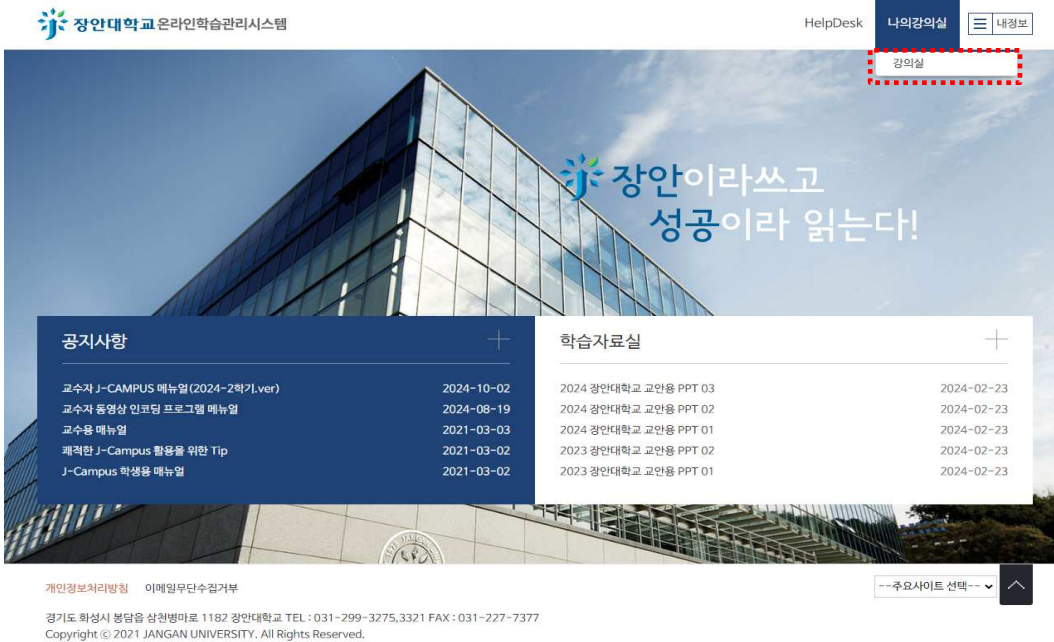 장안대학교 온라인학습관리시스템
HelpDesk 나의강의실 내정보
강의실
장안이라쓰고
성공이라 읽는다!
공지사항
교수자 J-CAMPUS 메뉴얼(2024-2학기.ver) 2024-10-02
교수자 동영상 인코딩 프로그램 메뉴얼 2024-08-19
교수용 매뉴얼 2021-03-03
쾌적한 J-Campus 활용을 위한 Tip 2021-03-02
J-Campus 학생용 매뉴얼 2021-03-02
학습자료실
2024 장안대학교 교안용 PPT 03 2024-02-23
2024 장안대학교 교안용 PPT 02 2024-02-23
2024 장안대학교 교안용 PPT 01 2024-02-23
2023 장안대학교 교안용 PPT 02 2024-02-23
2023 장안대학교 교안용 PPT 01 2024-02-23
개인정보처리방침 이메일무단수집거부
--주요사이트 선택--
경기도 화성시 봉담읍 삼천병마로 1182 장안대학교 TEL : 031-299-3275,3321 FAX : 031-227-7377
Copyright ⓒ 2021 JANGAN UNIVERSITY. All Rights Reserved.